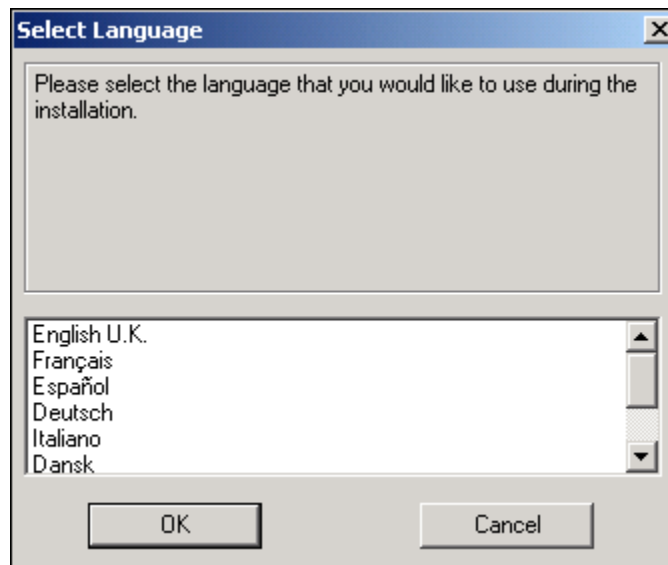 Select Language
Please select the language that you would like to use during the
installation.
English U.K.
Français
Español
Deutsch
Italiano
Dansk
OK
Cancel